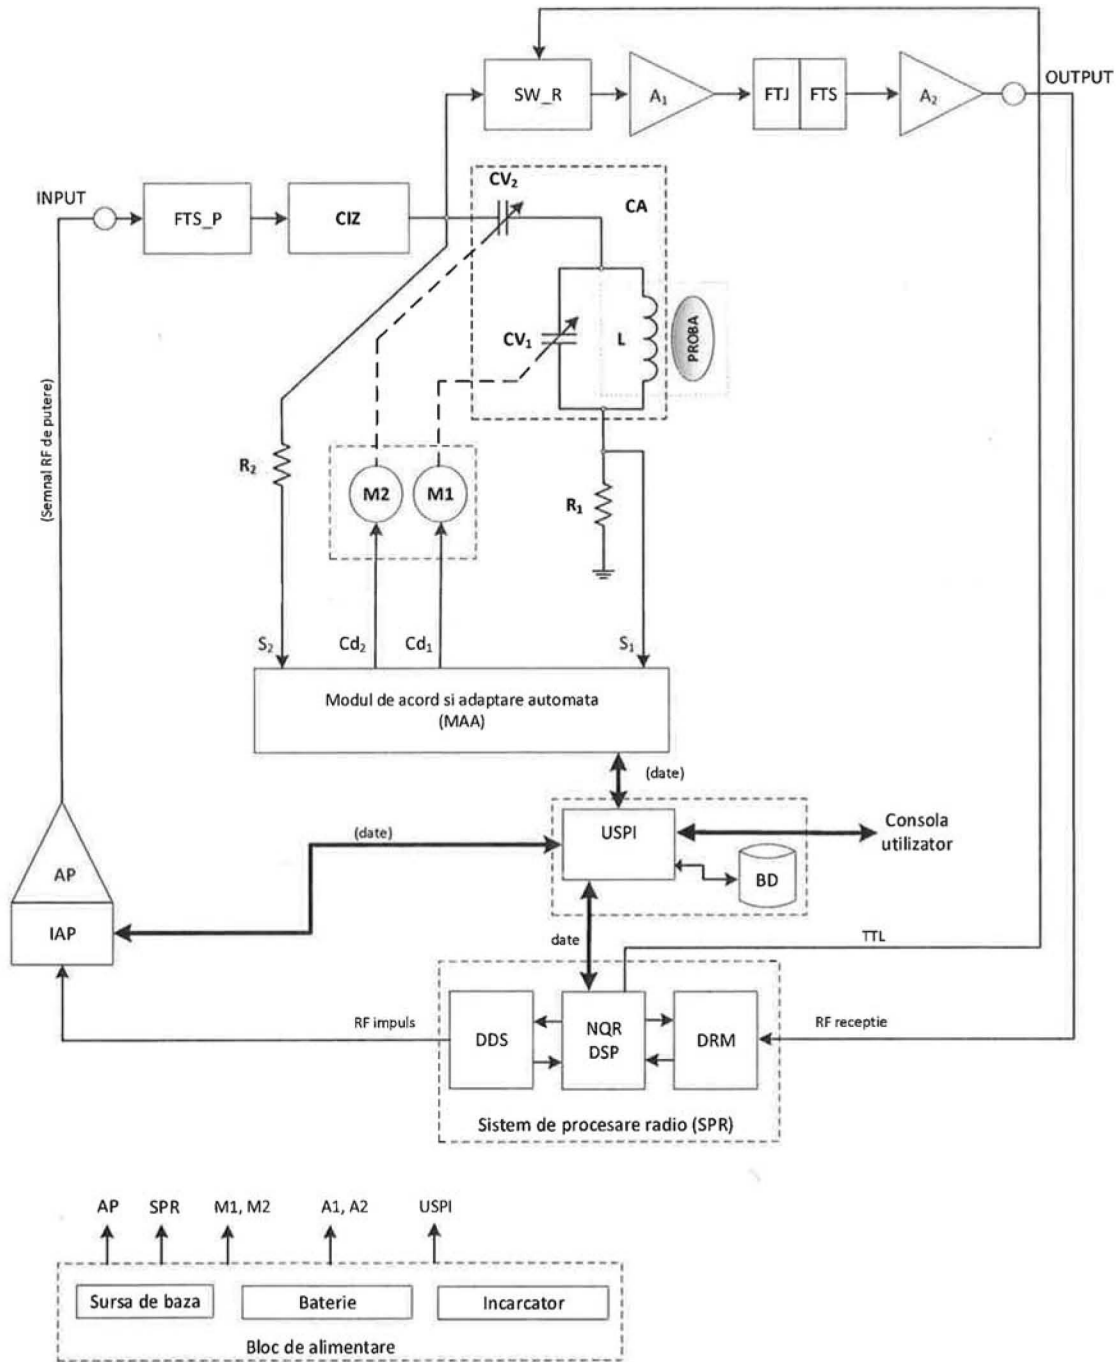 OUTPUT
SW_R
A1
FTJ
FTS
A2
INPUT
FTS_P
CIZ
CV2
CA
CV1
L
PROBA
(Semnal RF de putere)
R2
M2
M1
R1
S2
Cd2
Cd1
S1
Modul de acord si adaptare automata
(MAA)
(date)
(date)
USPI
Consola
utilizator
BD
AP
IAP
date
TTL
RF impuls
DDS
NQR
DSP
DRM
RF receptie
Sistem de procesare radio (SPR)
AP
SPR
M1, M2
A1, A2
USPI
Sursa de baza
Baterie
Incarcator
Bloc de alimentare